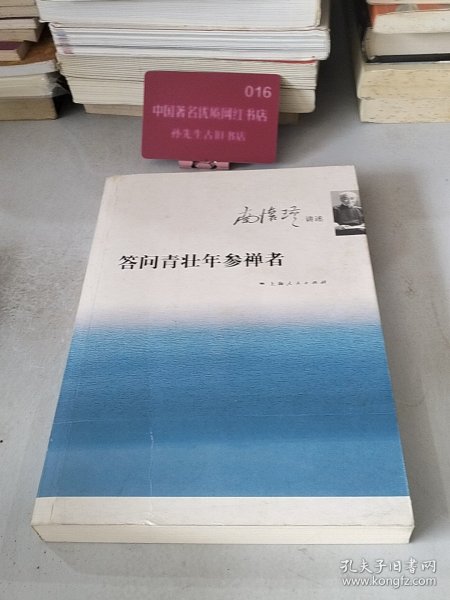 016
中国著名优质网红书店
孙先生古旧书店
南怀瑾 讲述
答问青壮年参禅者
上海人民出版社
孔夫子旧书网
www.kongfz.com